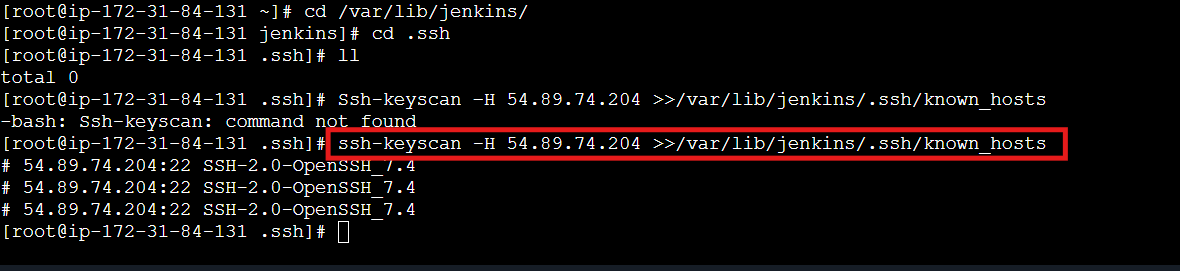 [root@ip-172-31-84-131 ~]# cd /var/lib/jenkins/
[root@ip-172-31-84-131 jenkins]# cd .ssh
[root@ip-172-31-84-131 .ssh]# ll
total 0
[root@ip-172-31-84-131 .ssh]# Ssh-keyscan -H 54.89.74.204 >>/var/lib/jenkins/.ssh/known_hosts
-bash: Ssh-keyscan: command not found
[root@ip-172-31-84-131 .ssh]# ssh-keyscan -H 54.89.74.204 >>/var/lib/jenkins/.ssh/known_hosts
# 54.89.74.204:22 SSH-2.0-OpenSSH_7.4
# 54.89.74.204:22 SSH-2.0-OpenSSH_7.4
# 54.89.74.204:22 SSH-2.0-OpenSSH_7.4
[root@ip-172-31-84-131 .ssh]#